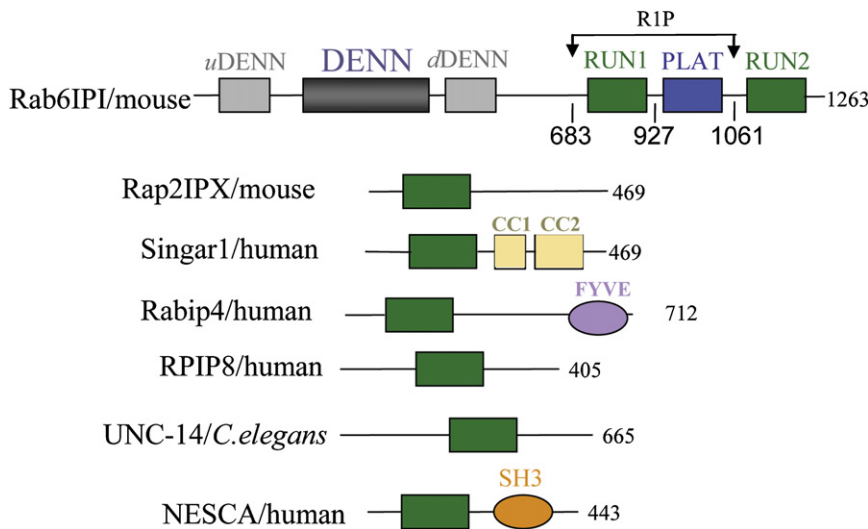 R1P
uDENN DENN dDENN RUN1 PLAT RUN2
Rab6IPI/mouse 1263
683 927 1061
Rap2IPX/mouse 469
CC1 CC2
Singar1/human 469
FYVE
Rabip4/human 712
RPIP8/human 405
UNC-14/C.elegans 665
SH3
NESCA/human 443